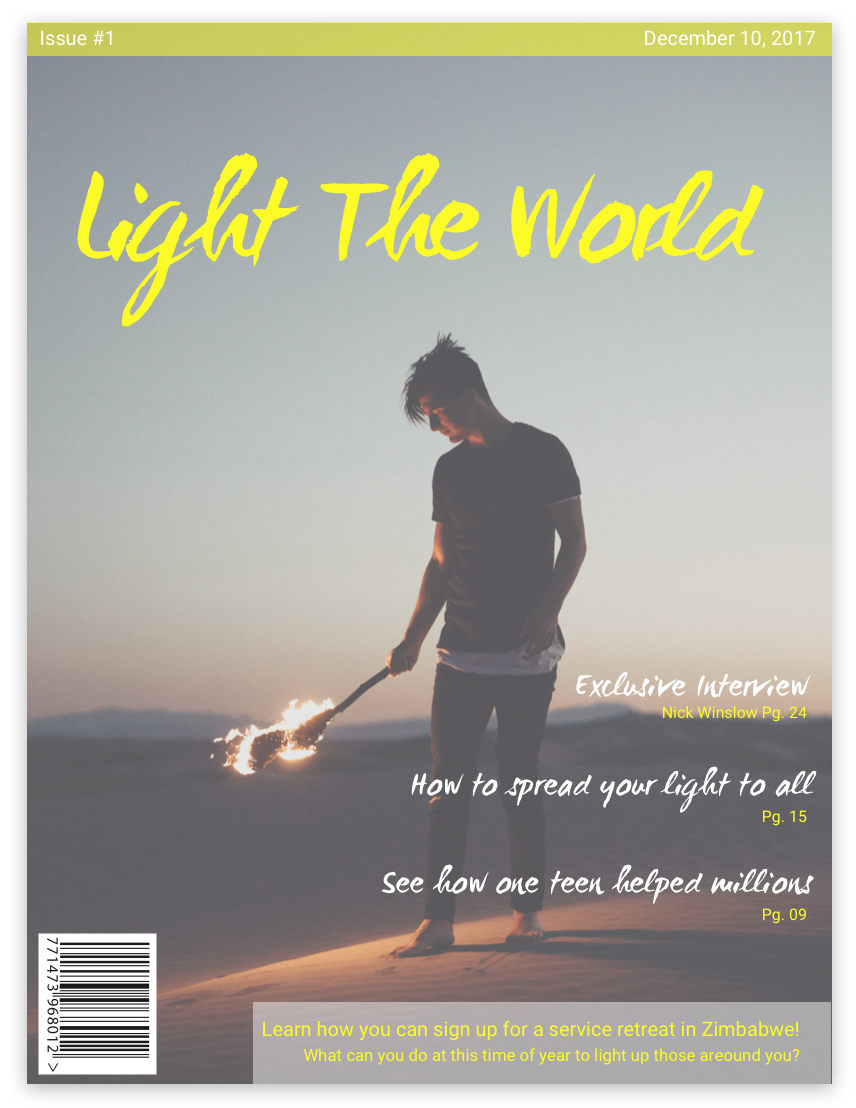 Issue #1
December 10, 2017
Light The World
Exclusive Interview
Nick Winslow Pg. 24
How to spread your light to all
Pg. 15
See how one teen helped millions
Pg. 09
771473 968012 >
Learn how you can sign up for a service retreat in Zimbabwe!
What can you do at this time of year to light up those areound you?